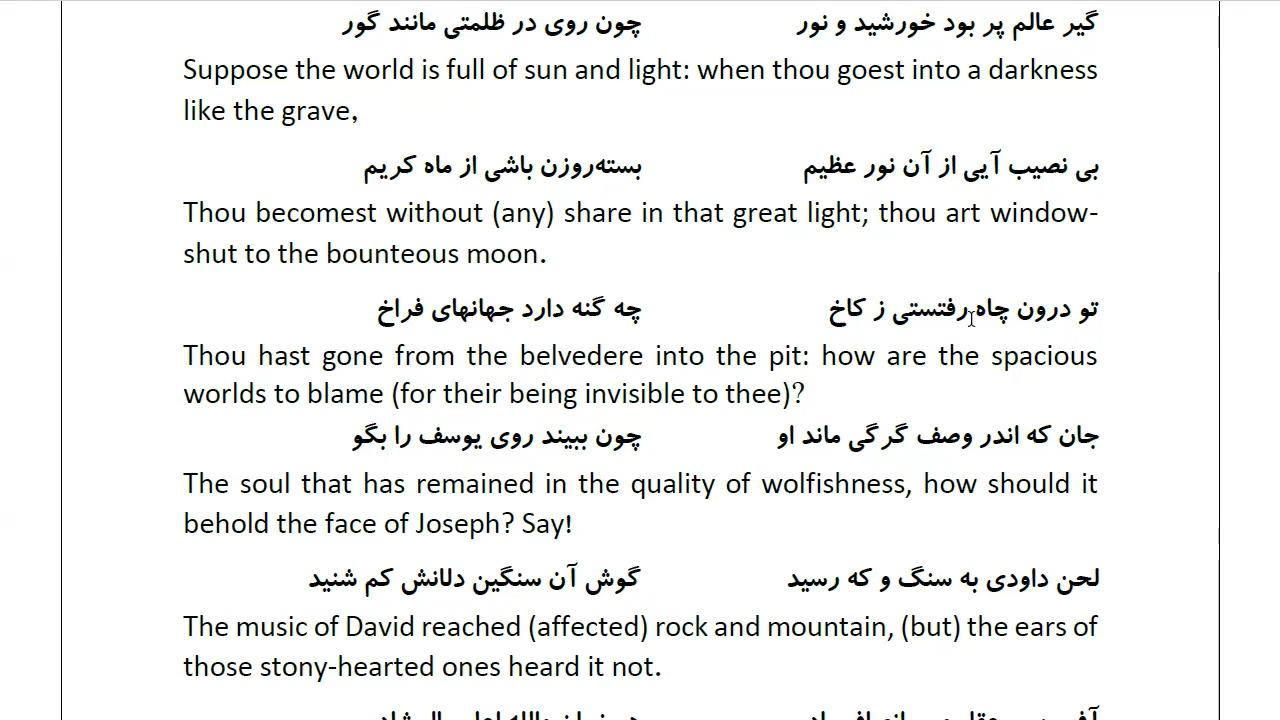 گیر عالم پر بود خورشید و نور چون روی در ظلمتی مانند گور
Suppose the world is full of sun and light: when thou goest into a darkness
like the grave,
بی نصیب آیی از آن نور عظیم بسته‌روزن باشی از ماه کریم
Thou becomest without (any) share in that great light; thou art window-
shut to the bounteous moon.
تو درون چاه رفتستی ز کاخ چه گنه دارد جهانهای فراخ
Thou hast gone from the belvedere into the pit: how are the spacious
worlds to blame (for their being invisible to thee)?
جان که اندر وصف گرگی ماند او چون ببیند روی یوسف را بگو
The soul that has remained in the quality of wolfishness, how should it
behold the face of Joseph? Say!
لحن داودی به سنگ و که رسید گوش آن سنگین دلانش کم شنید
The music of David reached (affected) rock and mountain, (but) the ears of
those stony-hearted ones heard it not.